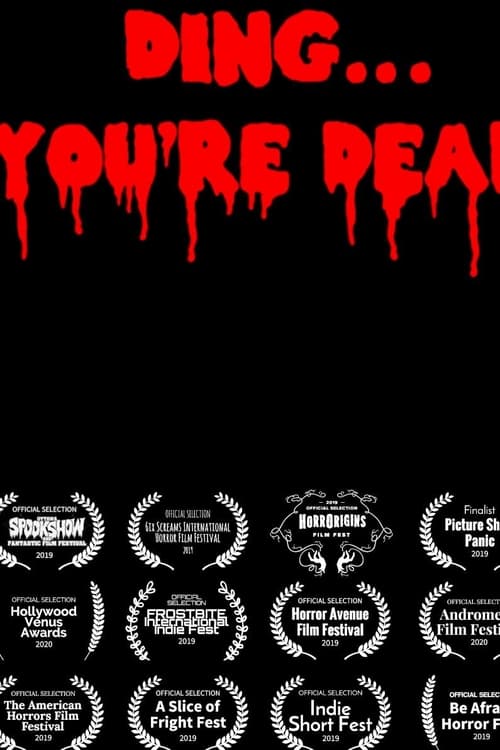 DING...
YOU'RE DEA
OFFICIAL SELECTION
SPOOKSHOW
FANTASTIC FILM FESTIVAL
2019
OFFICIAL SELECTION
Six Screams International
Horror Film Festival
2019
2019
OFFICIAL SELECTION
HorrOrigins
FILM FEST
Finalist
Picture Sh
Panic
2019
OFFICIAL SELECTION
Hollywood
Venus
Awards
2020
OFFICIAL
SELECTION
FROSTBITE
International
Indie Fest
2019
OFFICIAL SELECTION
Horror Avenue
Film Festival
2019
OFFICIAL SELECTION
Androme
Film Festi
2020
OFFICIAL SELECTION
The American
Horrors Film
Festival
2019
OFFICIAL SELECTION
A Slice of
Fright Fest
2019
OFFICIAL SELECTION
Indie
Short Fest
2019
OFFICIAL SELECTION
Be Afra
Horror F
2019